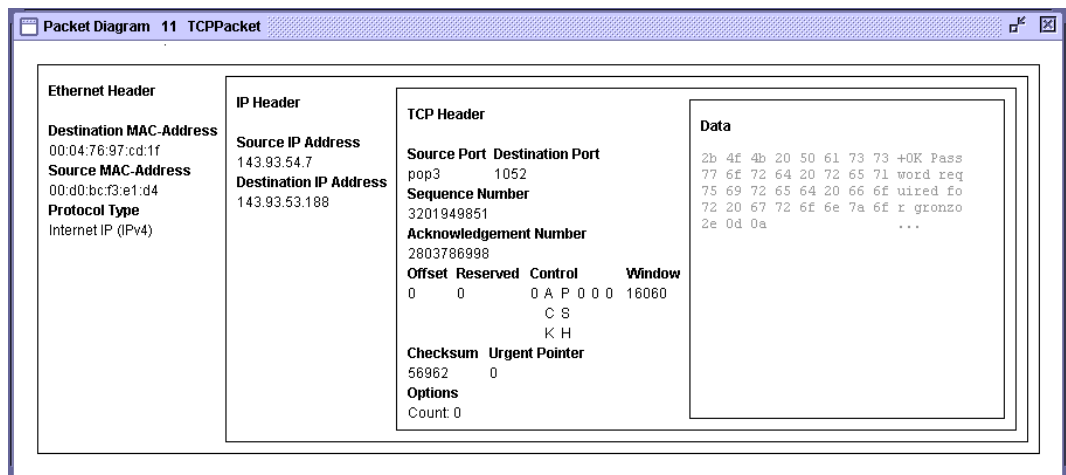 Packet Diagram 11 TCPPacket
Ethernet Header
Destination MAC-Address
00:04:76:97:cd:1f
Source MAC-Address
00:d0:bc:f3:e1:d4
Protocol Type
Internet IP (IPv4)
IP Header
Source IP Address
143.93.54.7
Destination IP Address
143.93.53.188
TCP Header
Source Port Destination Port
pop3 1052
Sequence Number
3201949851
Acknowledgement Number
2803786998
Offset Reserved Control Window
0 0 0 A P 0 0 0 16060
C S
K H
Checksum Urgent Pointer
56962 0
Options
Count: 0
Data
2b 4f 4b 20 50 61 73 73 +OK Pass
77 6f 72 64 20 72 65 71 word req
75 69 72 65 64 20 66 6f uired fo
72 20 67 72 6f 6e 7a 6f r gronzo
2e 0d 0a ...